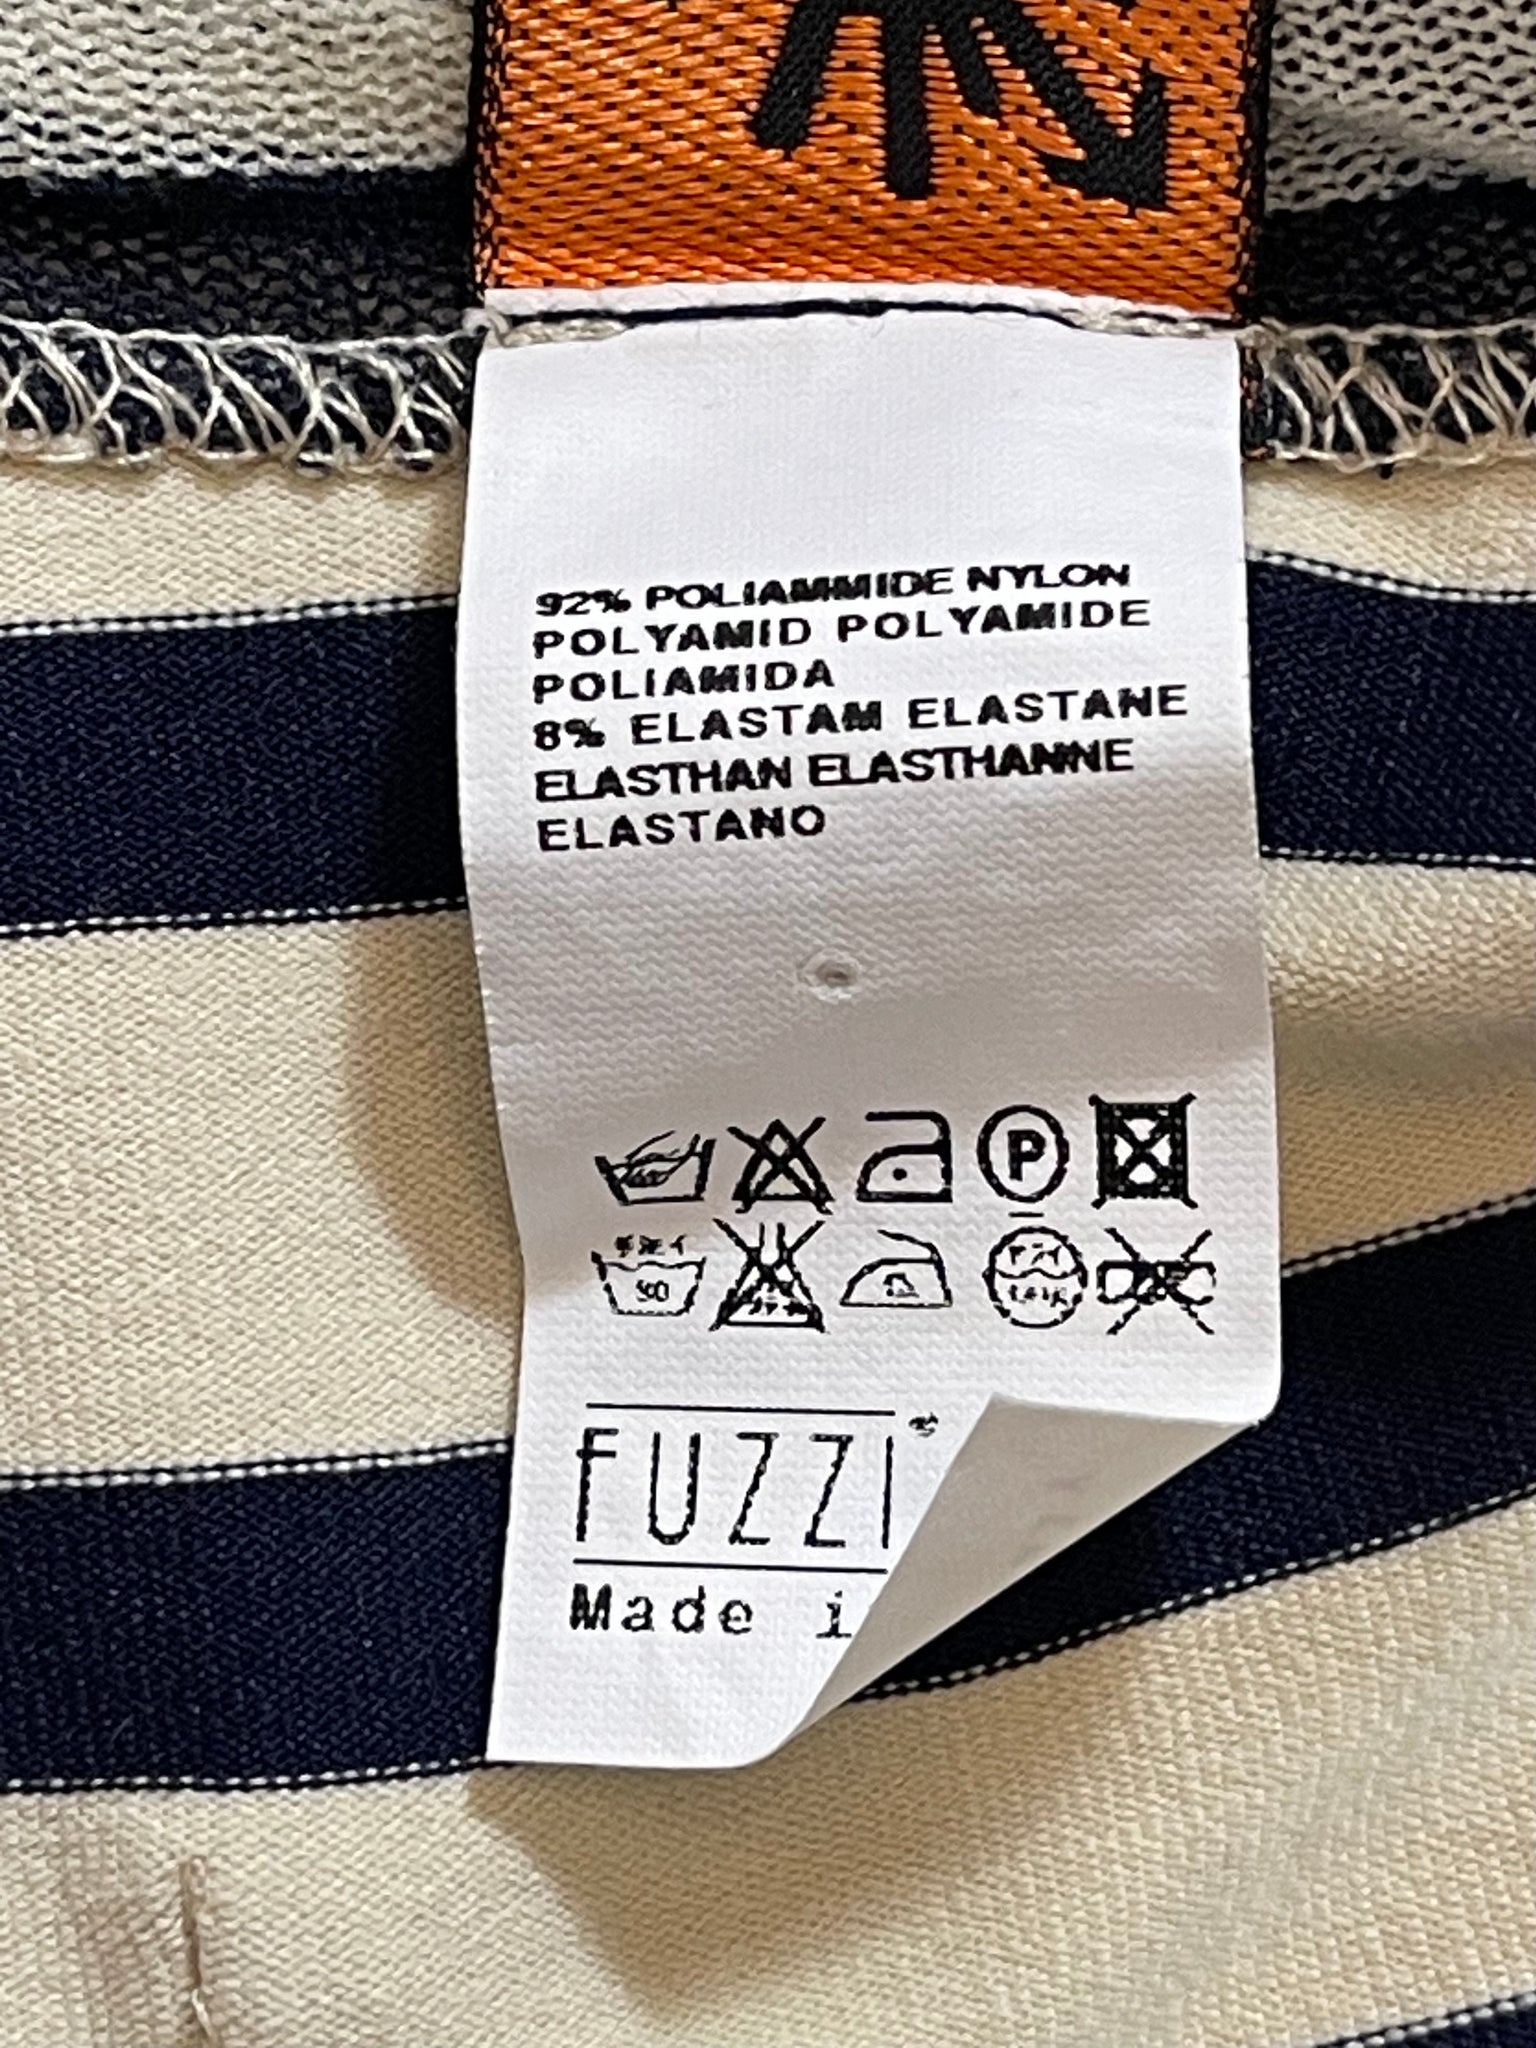 92% POLIAMMIDE NYLON
POLYAMID POLYAMIDE
POLIAMIDA
8% ELASTAM ELASTANE
ELASTHAN ELASTHANNE
ELASTANO
P
FUZZI
Made i